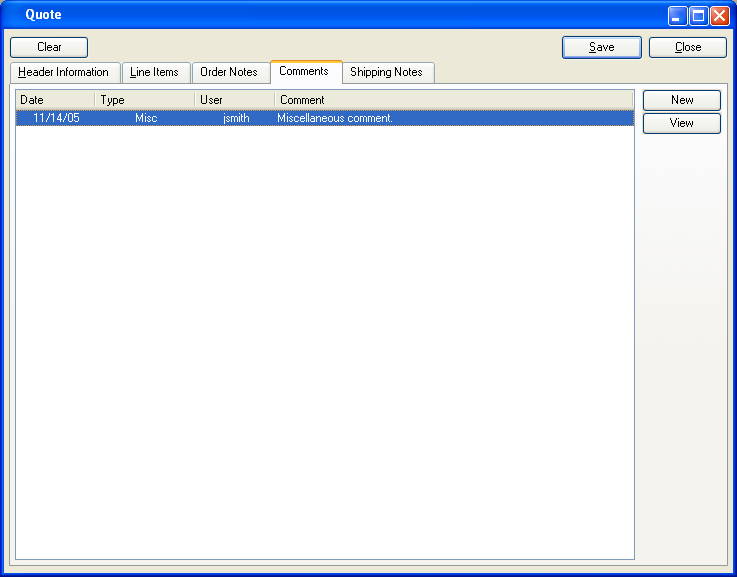 Quote
Clear Save Close
Header Information Line Items Order Notes Comments Shipping Notes
Date Type User Comment New
11/14/05 Misc jsmith Miscellaneous comment. View